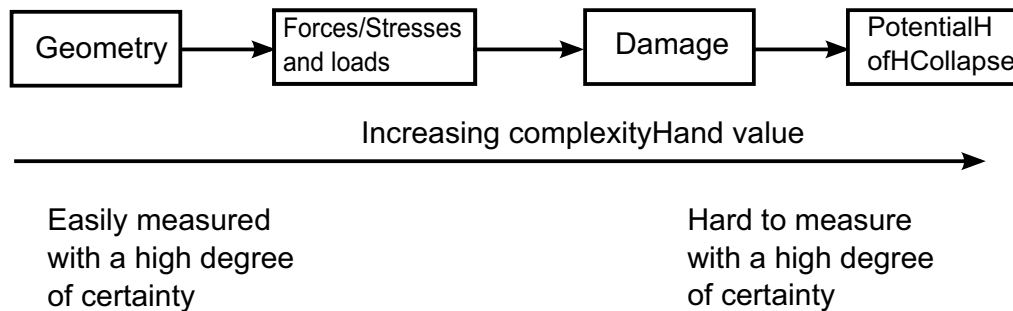 Geometry
Forces/Stresses
and loads
Damage
PotentialH
ofHCollapse
Increasing complexityHand value
Easily measured
with a high degree
of certainty
Hard to measure
with a high degree
of certainty